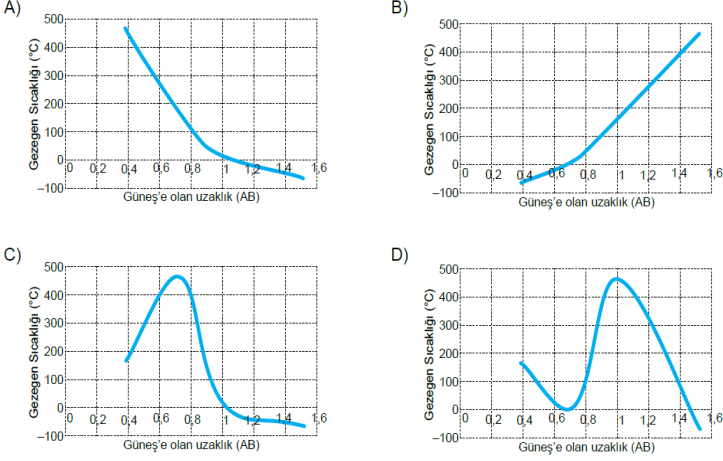 A)
500
400
300
200
100
0
–100
Gezegen Sıcaklığı (°C)
0 0,2 0,4 0,6 0,8 1 1,2 1,4 1,6
Güneş'e olan uzaklık (AB)
B)
500
400
300
200
100
0
–100
Gezegen Sıcaklığı (°C)
0 0,2 0,4 0,6 0,8 1 1,2 1,4 1,6
Güneş'e olan uzaklık (AB)
C)
500
400
300
200
100
0
–100
Gezegen Sıcaklığı (°C)
0 0,2 0,4 0,6 0,8 1 1,2 1,4 1,6
Güneş'e olan uzaklık (AB)
D)
500
400
300
200
100
0
–100
Gezegen Sıcaklığı (°C)
0 0,2 0,4 0,6 0,8 1 1,2 1,4 1,6
Güneş'e olan uzaklık (AB)